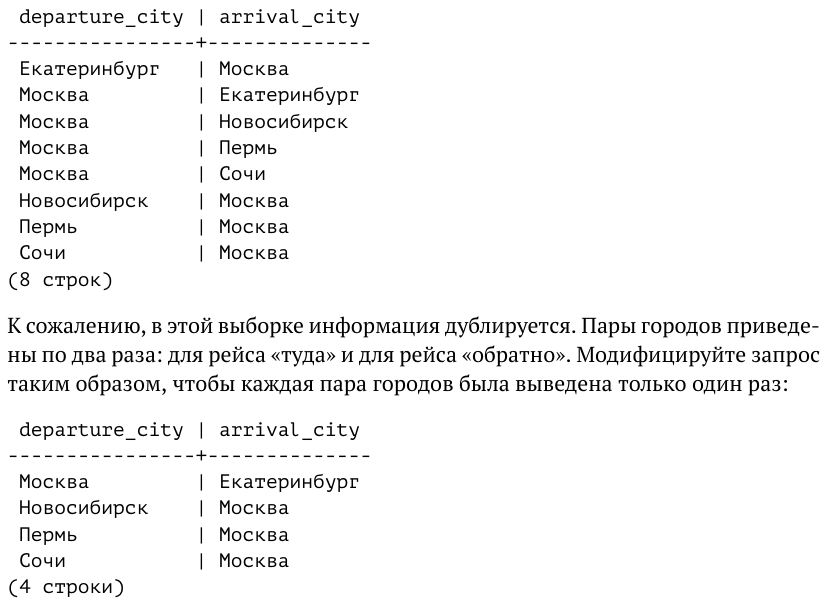 departure_city | arrival_city
----------------+--------------
 Екатеринбург   | Москва
 Москва         | Екатеринбург
 Москва         | Новосибирск
 Москва         | Пермь
 Москва         | Сочи
 Новосибирск    | Москва
 Пермь          | Москва
 Сочи           | Москва
(8 строк)
К сожалению, в этой выборке информация дублируется. Пары городов приведе-
ны по два раза: для рейса «туда» и для рейса «обратно». Модифицируйте запрос
таким образом, чтобы каждая пара городов была выведена только один раз:
 departure_city | arrival_city
----------------+--------------
 Москва         | Екатеринбург
 Новосибирск    | Москва
 Пермь          | Москва
 Сочи           | Москва
(4 строки)